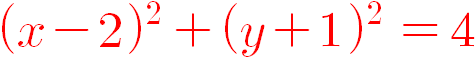 (x − 2)² + (y + 1)² = 4